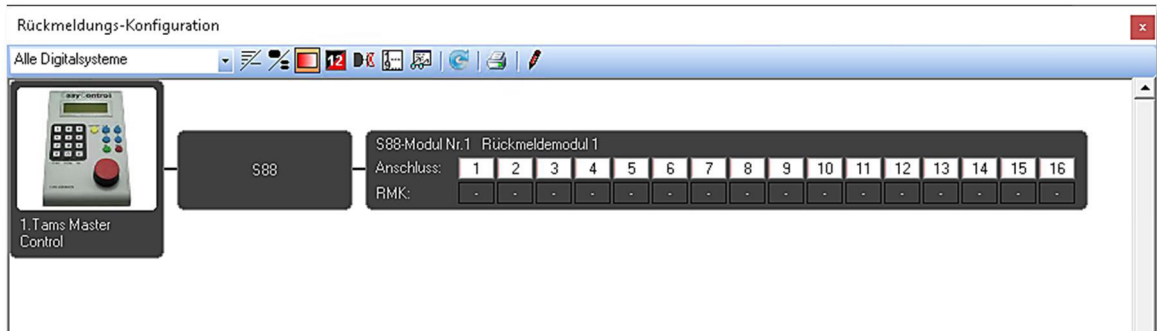 Rückmeldungs-Konfiguration
x
Alle Digitalsysteme
12
EasyControl
1.Tams Master
Control
S88
S88-Modul Nr.1 Rückmeldemodul 1
Anschluss: 1 2 3 4 5 6 7 8 9 10 11 12 13 14 15 16
RMK: - - - - - - - - - - - - - - - -